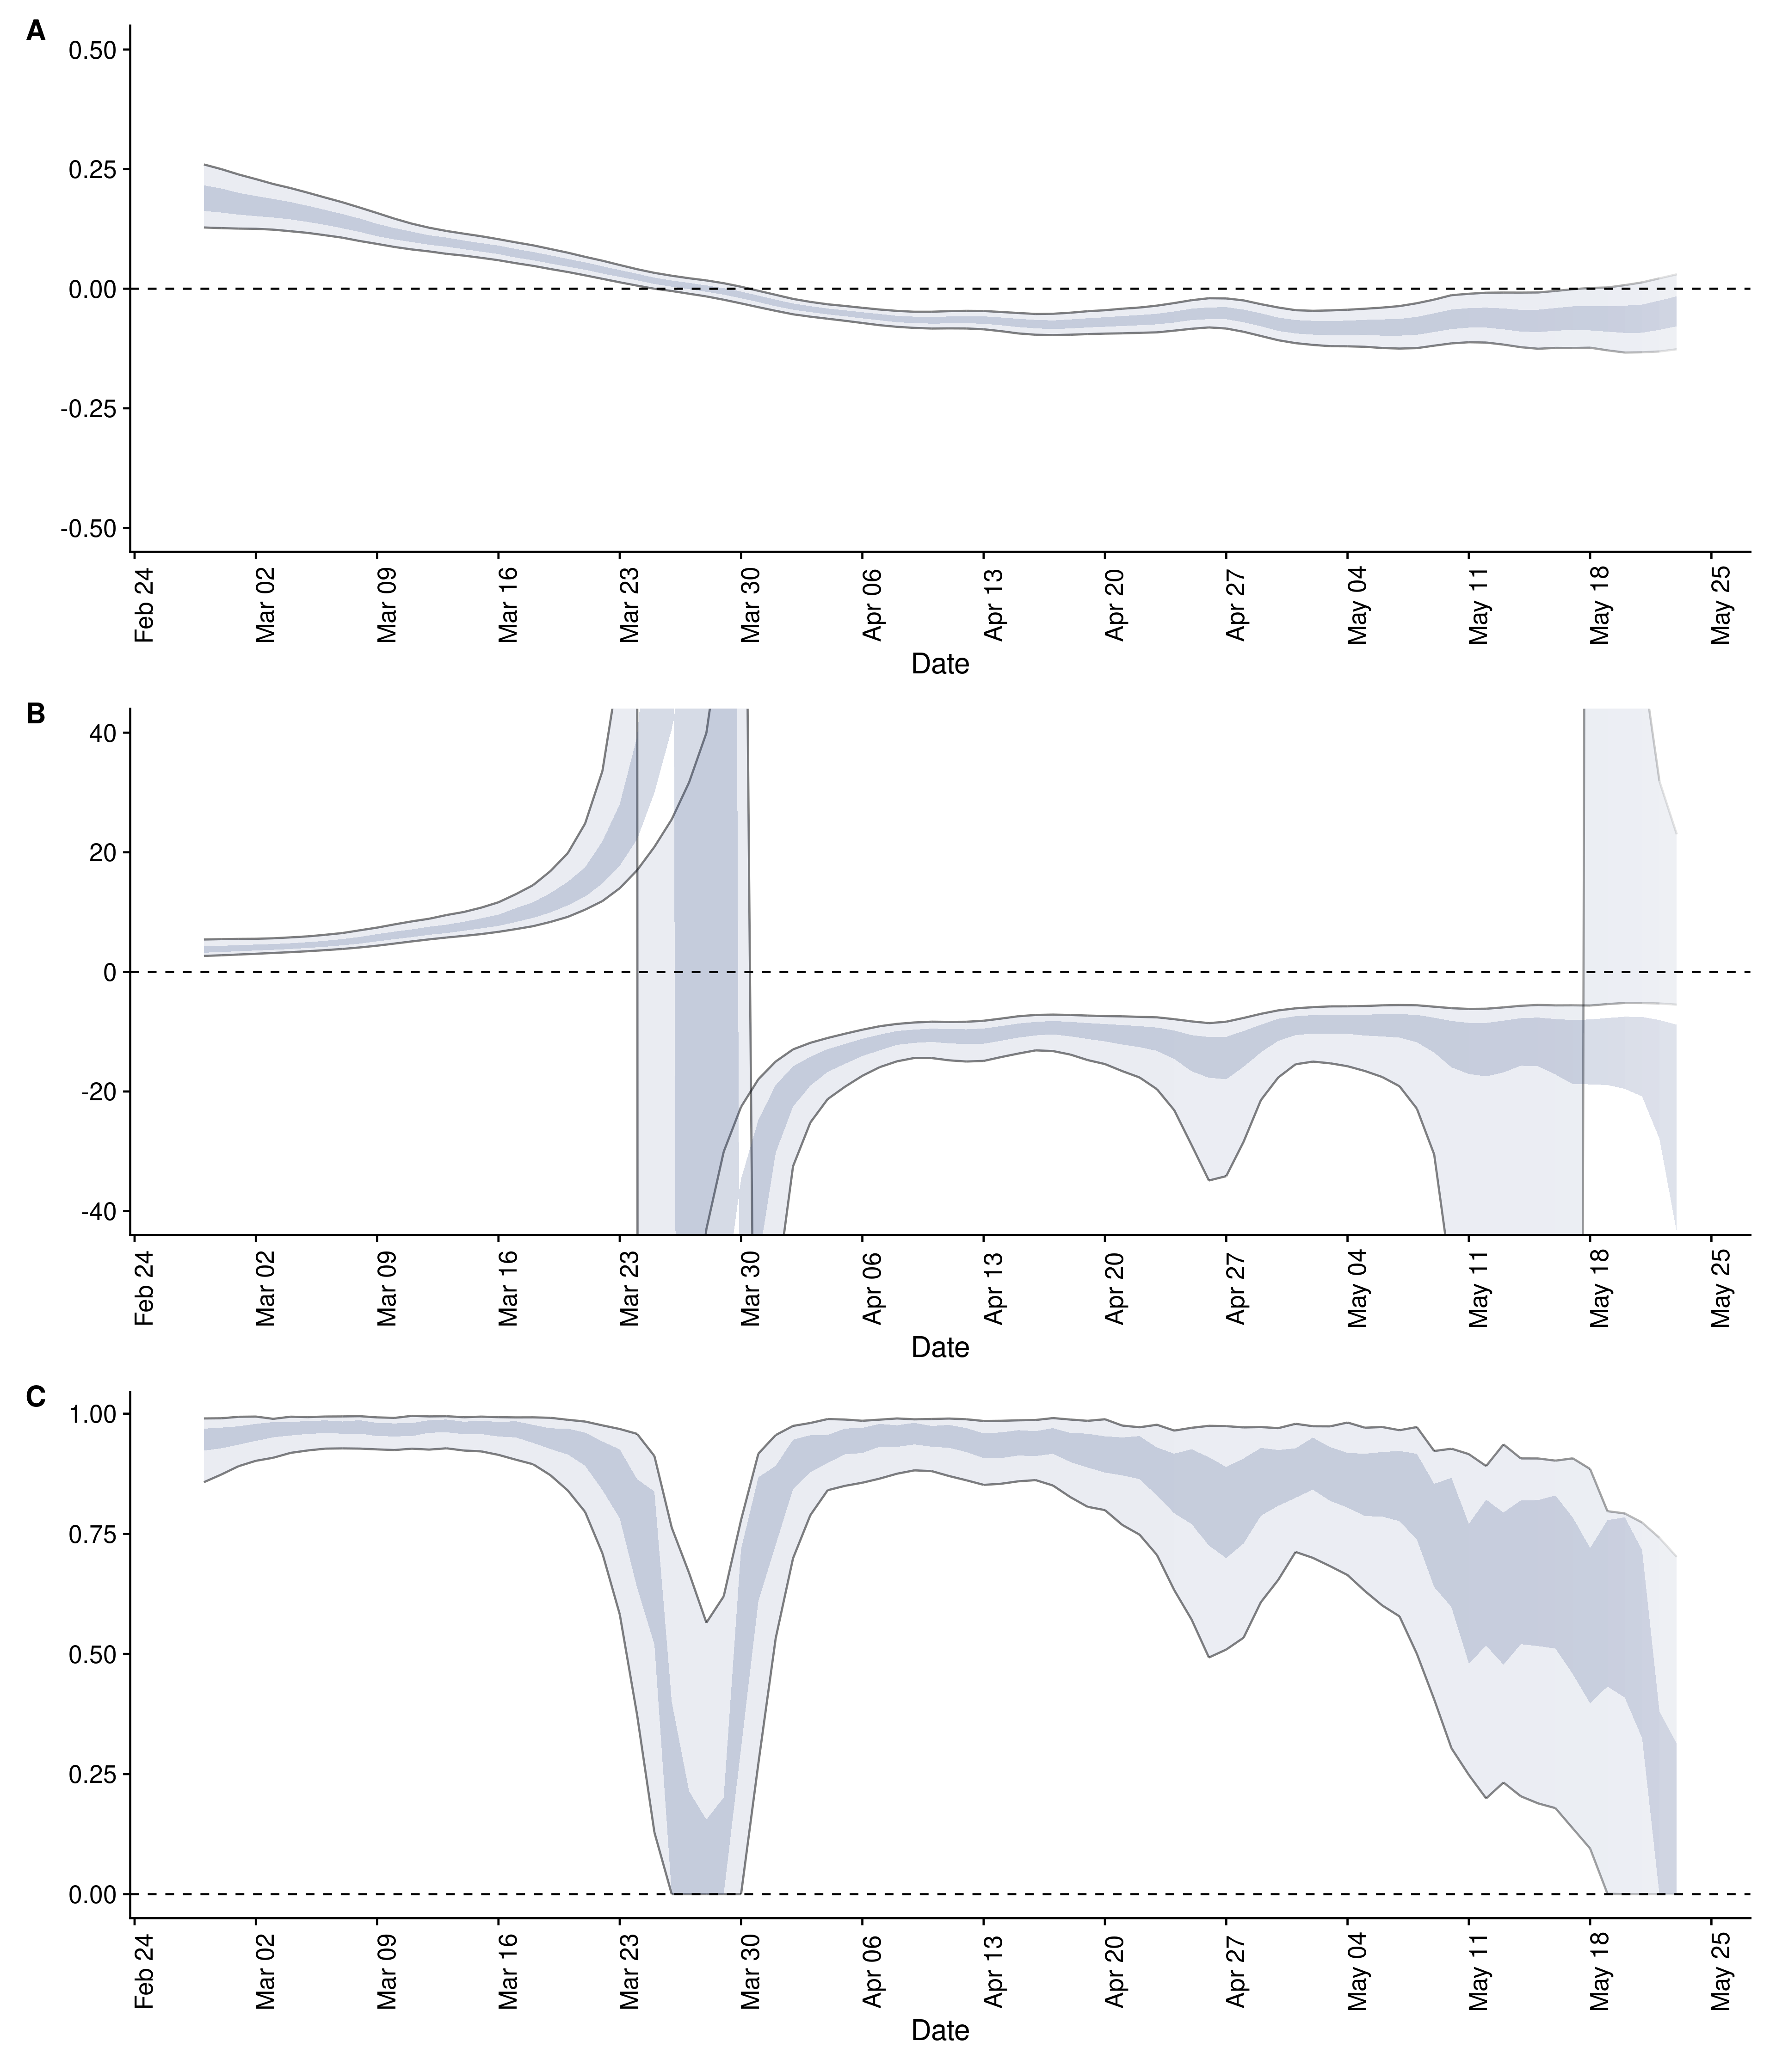 A
0.50
0.25
0.00
-0.25
-0.50
Feb 24
Mar 02
Mar 09
Mar 16
Mar 23
Mar 30
Apr 06
Apr 13
Apr 20
Apr 27
May 04
May 11
May 18
May 25
Date
B
40
20
0
-20
-40
Feb 24
Mar 02
Mar 09
Mar 16
Mar 23
Mar 30
Apr 06
Apr 13
Apr 20
Apr 27
May 04
May 11
May 18
May 25
Date
C
1.00
0.75
0.50
0.25
0.00
Feb 24
Mar 02
Mar 09
Mar 16
Mar 23
Mar 30
Apr 06
Apr 13
Apr 20
Apr 27
May 04
May 11
May 18
May 25
Date